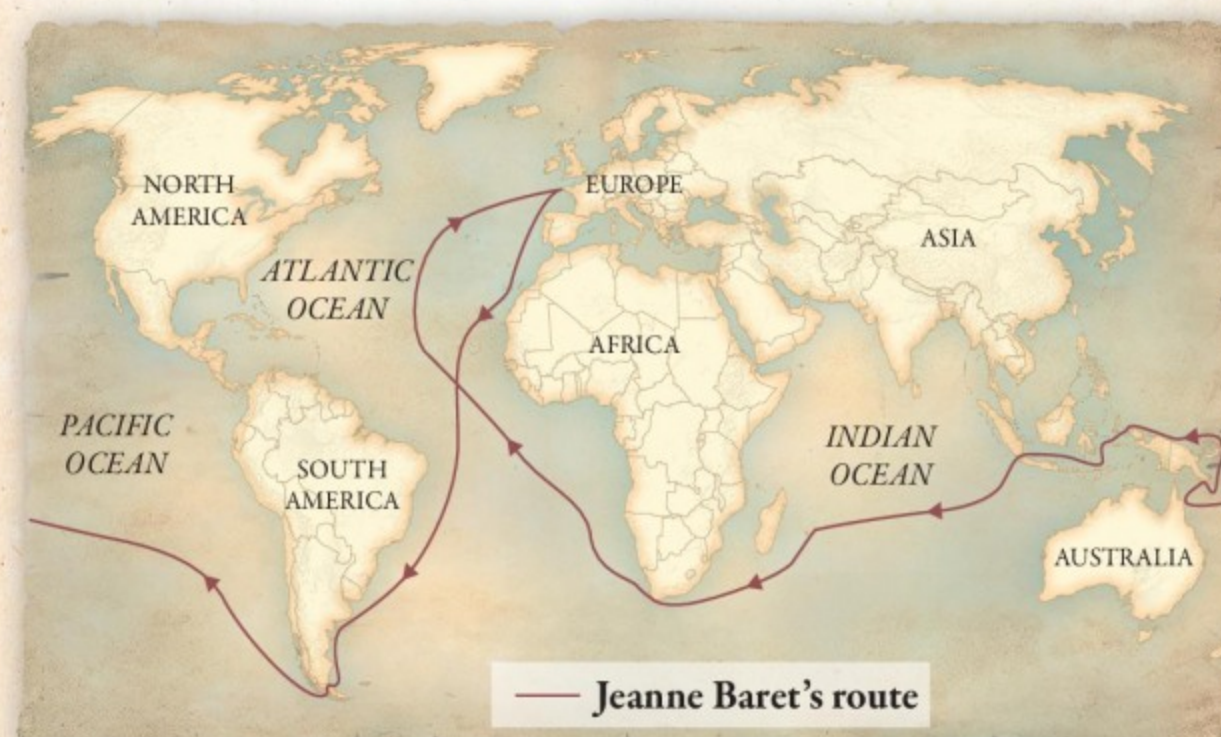 NORTH
AMERICA
EUROPE
ASIA
ATLANTIC
OCEAN
AFRICA
PACIFIC
OCEAN
INDIAN
OCEAN
SOUTH
AMERICA
AUSTRALIA
Jeanne Baret’s route